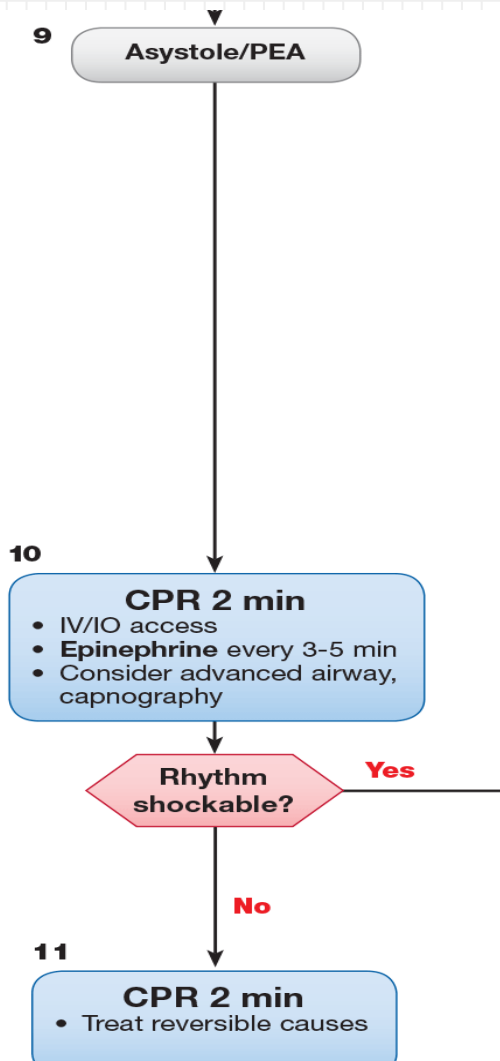 9
Asystole/PEA
10
CPR 2 min
• IV/IO access
• Epinephrine every 3-5 min
• Consider advanced airway,
capnography
Rhythm
shockable?
Yes
No
11
CPR 2 min
• Treat reversible causes